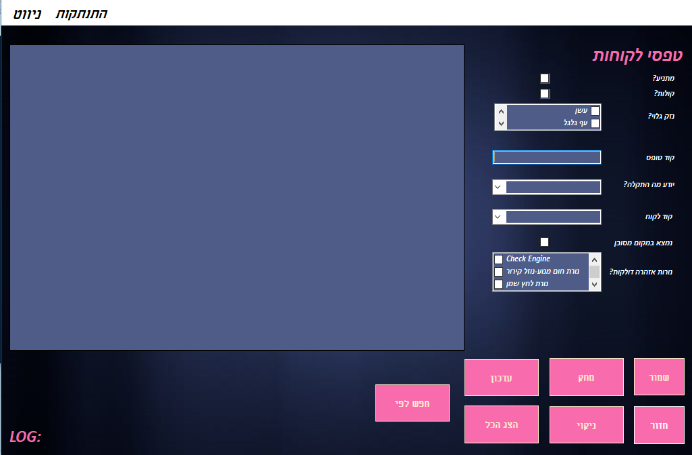 ניווט התנתקות
טפסי לקוחות
מתניע?
קולות?
נזק גלוי?
עשן
עף גלגל
קוד טופס
יודע מה התקלה?
קוד לקוח
נמצא במקום מסוכן
נורות אזהרה דולקות?
Check Engine
נורת חום מנוע-נוזל קירור
נורת לחץ שמן
שמור
מחק
עדכון
חפש לפי
חזור
ניקוי
הצג הכל
LOG: